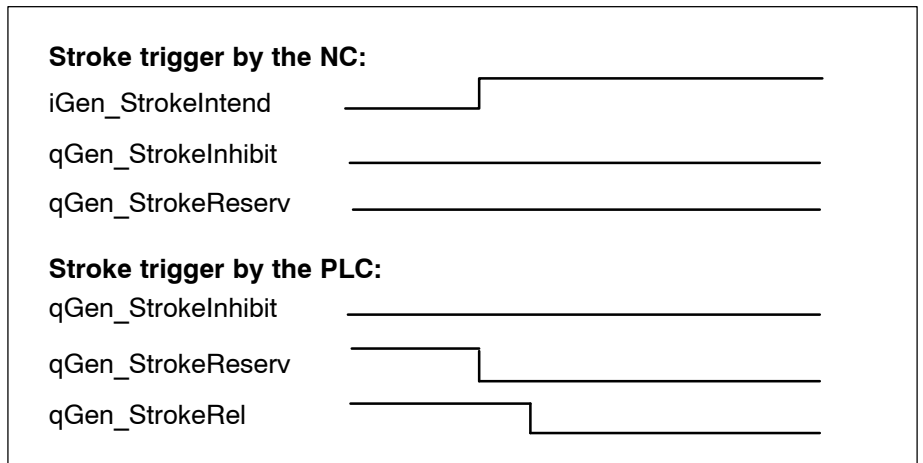 Stroke trigger by the NC:
iGen_StrokeIntend
qGen_StrokeInhibit
qGen_StrokeReserv
Stroke trigger by the PLC:
qGen_StrokeInhibit
qGen_StrokeReserv
qGen_StrokeRel